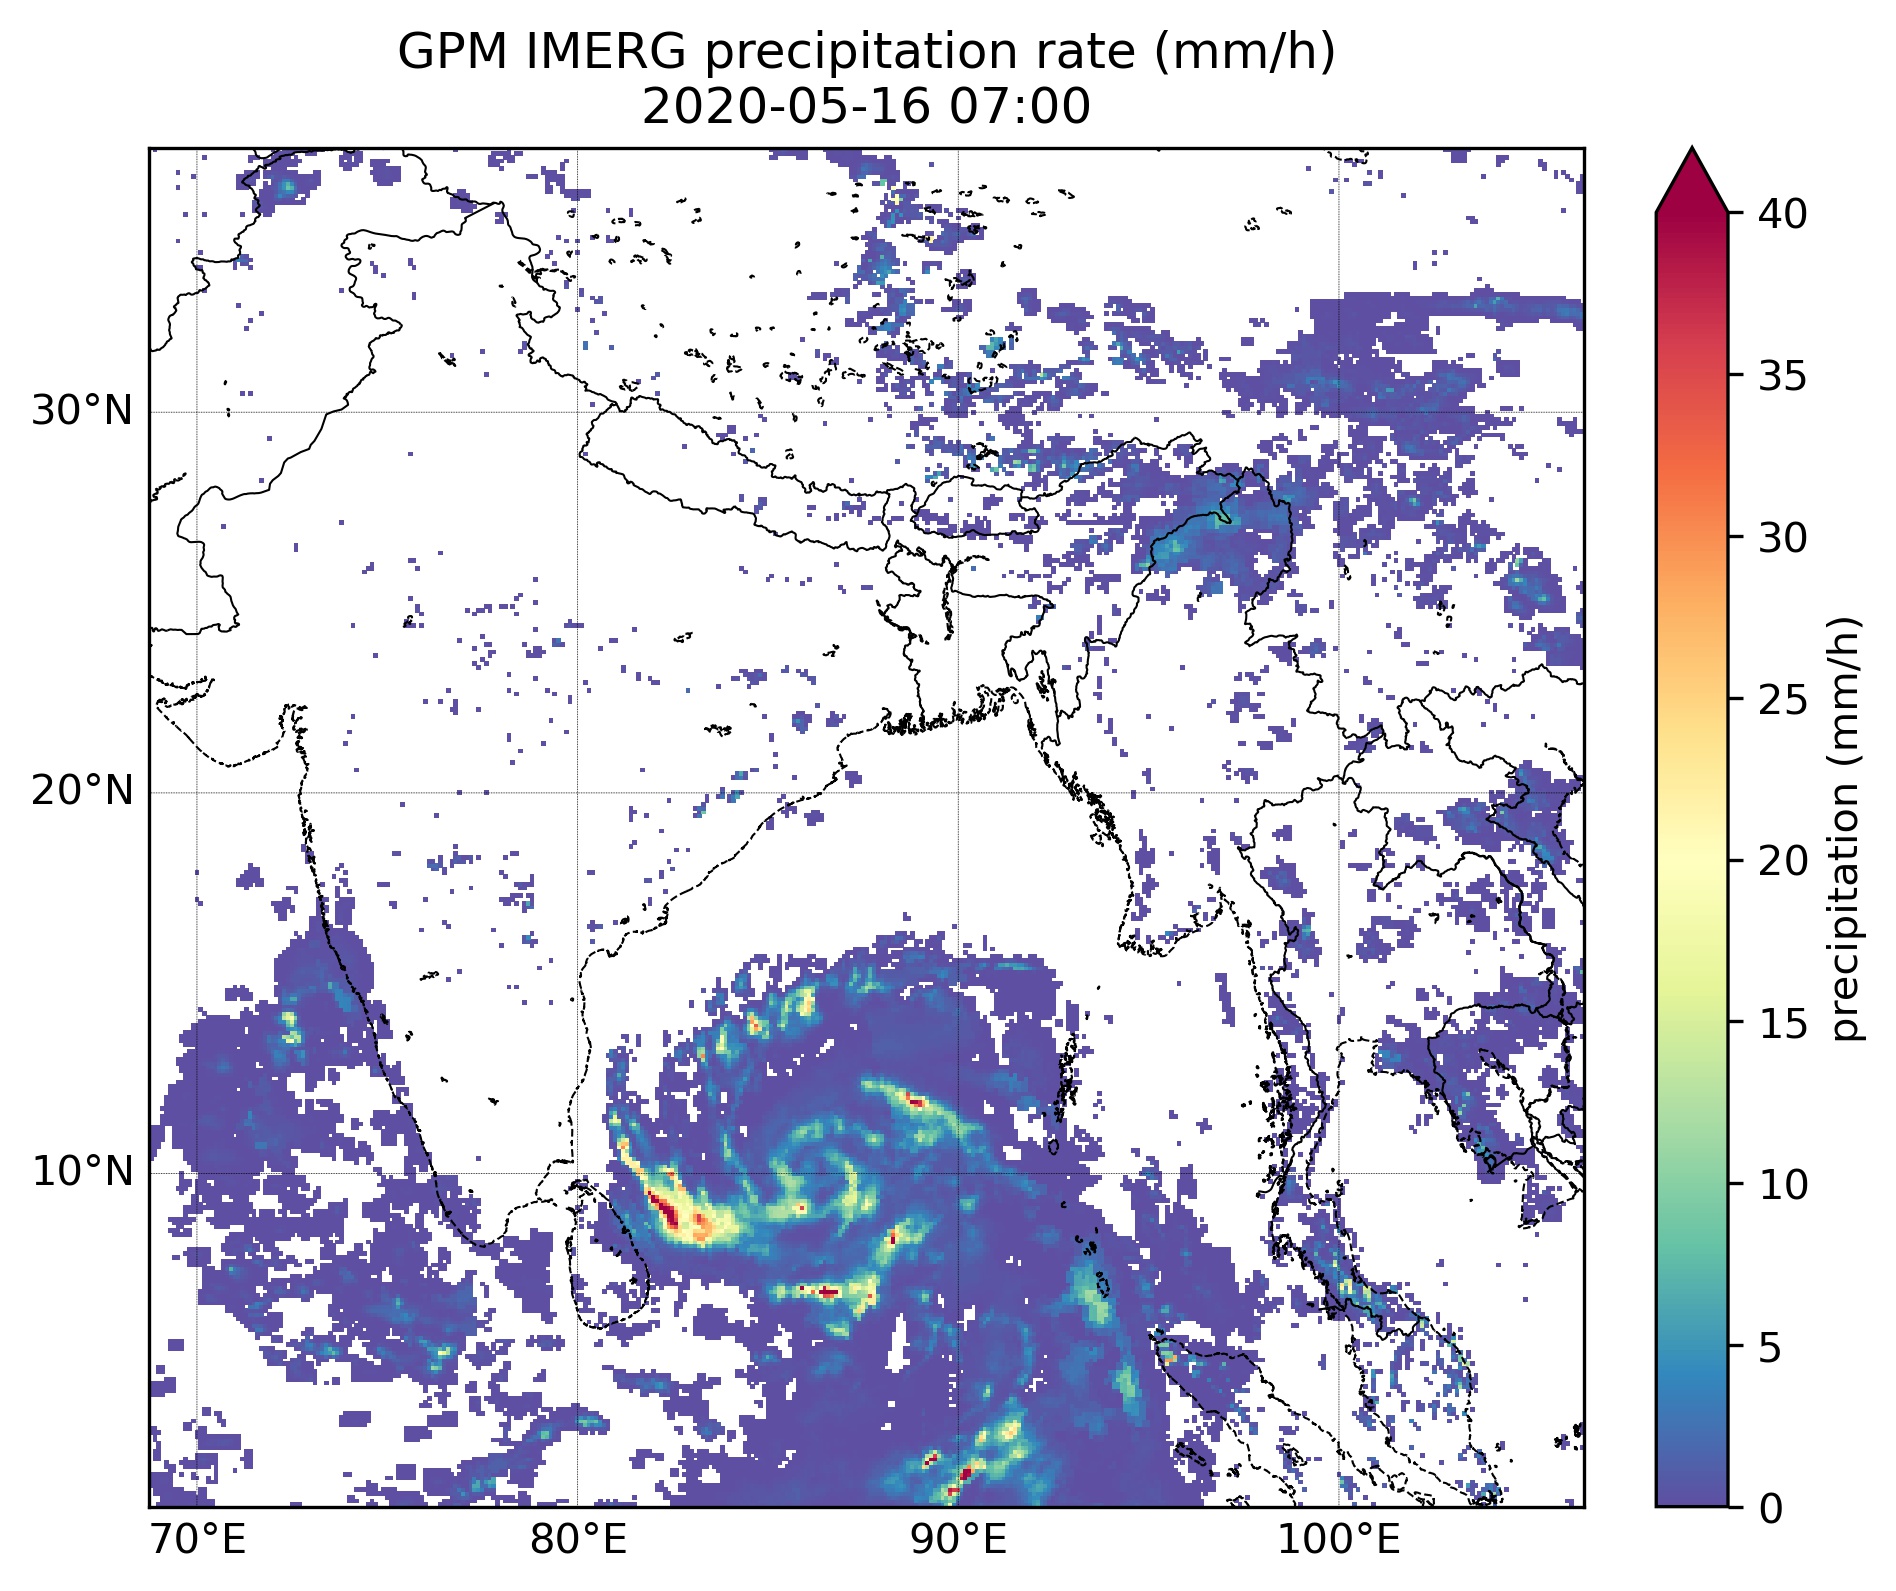 GPM IMERG precipitation rate (mm/h)
2020-05-16 07:00
30°N
20°N
10°N
70°E
80°E
90°E
100°E
40
35
30
25
20
15
10
5
0
precipitation (mm/h)